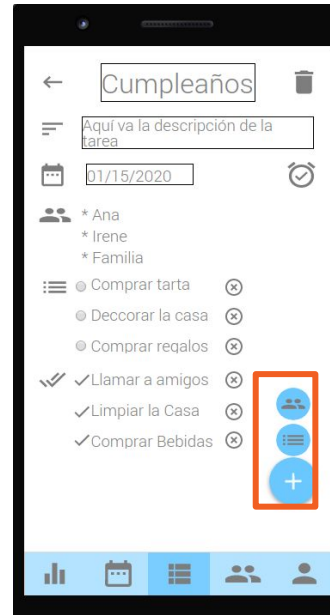 Cumpleaños
Aquí va la descripción de la
tarea
01/15/2020
* Ana
* Irene
* Familia
Comprar tarta
Deccorar la casa
Comprar regalos
Llamar a amigos
Limpiar la Casa
Comprar Bebidas